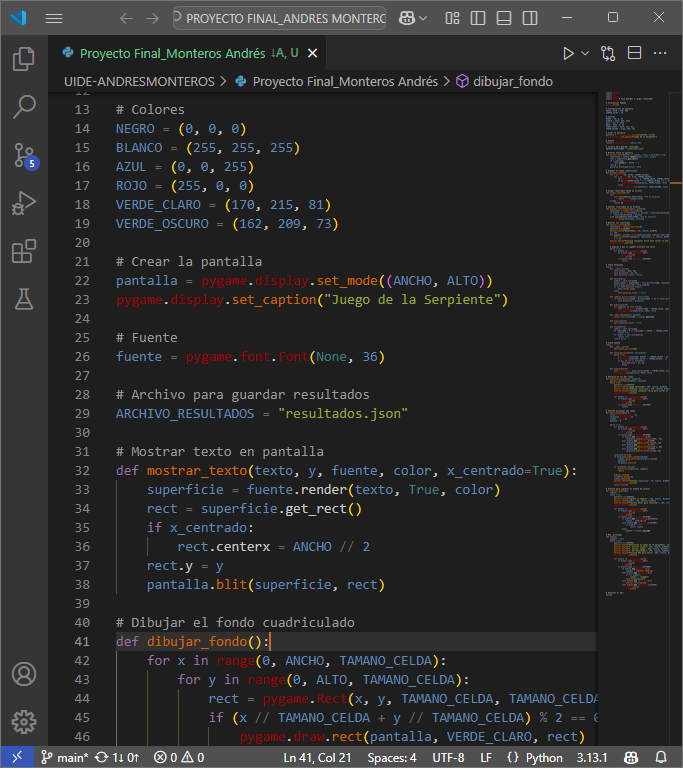 PROYECTO FINAL_ANDRES MONTERO
Proyecto Final_Monteros Andrés ↓A, U
UIDE-ANDRESMONTEROS > Proyecto Final_Monteros Andrés > dibujar_fondo
12
13 # Colores
14 NEGRO = (0, 0, 0)
15 BLANCO = (255, 255, 255)
16 AZUL = (0, 0, 255)
17 ROJO = (255, 0, 0)
18 VERDE_CLARO = (170, 215, 81)
19 VERDE_OSCURO = (162, 209, 73)
20
21 # Crear la pantalla
22 pantalla = pygame.display.set_mode((ANCHO, ALTO))
23 pygame.display.set_caption("Juego de la Serpiente")
24
25 # Fuente
26 fuente = pygame.font.Font(None, 36)
27
28 # Archivo para guardar resultados
29 ARCHIVO_RESULTADOS = "resultados.json"
30
31 # Mostrar texto en pantalla
32 def mostrar_texto(texto, y, fuente, color, x_centrado=True):
33     superficie = fuente.render(texto, True, color)
34     rect = superficie.get_rect()
35     if x_centrado:
36         rect.centerx = ANCHO // 2
37     rect.y = y
38     pantalla.blit(superficie, rect)
39
40 # Dibujar el fondo cuadriculado
41 def dibujar_fondo():
42     for x in range(0, ANCHO, TAMANO_CELDA):
43         for y in range(0, ALTO, TAMANO_CELDA):
44             rect = pygame.Rect(x, y, TAMANO_CELDA, TAMANO_CELDA
45             if (x // TAMANO_CELDA + y // TAMANO_CELDA) % 2 == 0
46                 pygame.draw.rect(pantalla, VERDE_CLARO, rect)
5
main* 1↓ 0↑ 0 0 Ln 41, Col 21 Spaces: 4 UTF-8 LF {} Python 3.13.1